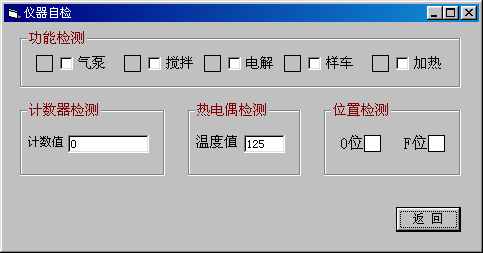 仪器自检
功能检测
气泵 搅拌 电解 样车 加热
计数器检测 热电偶检测 位置检测
计数值 0 温度值 125 0位 F位
返 回